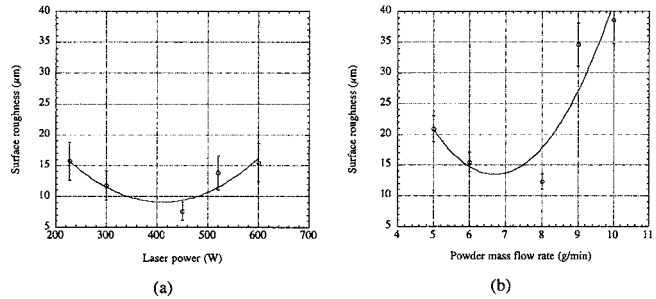 40
35
30
25
20
15
10
5
200 300 400 500 600 700
Surface roughness (μm)
Laser power (W)
(a)
40
35
30
25
20
15
10
5
4 5 6 7 8 9 10 11
Surface roughness (μm)
Powder mass flow rate (g/min)
(b)